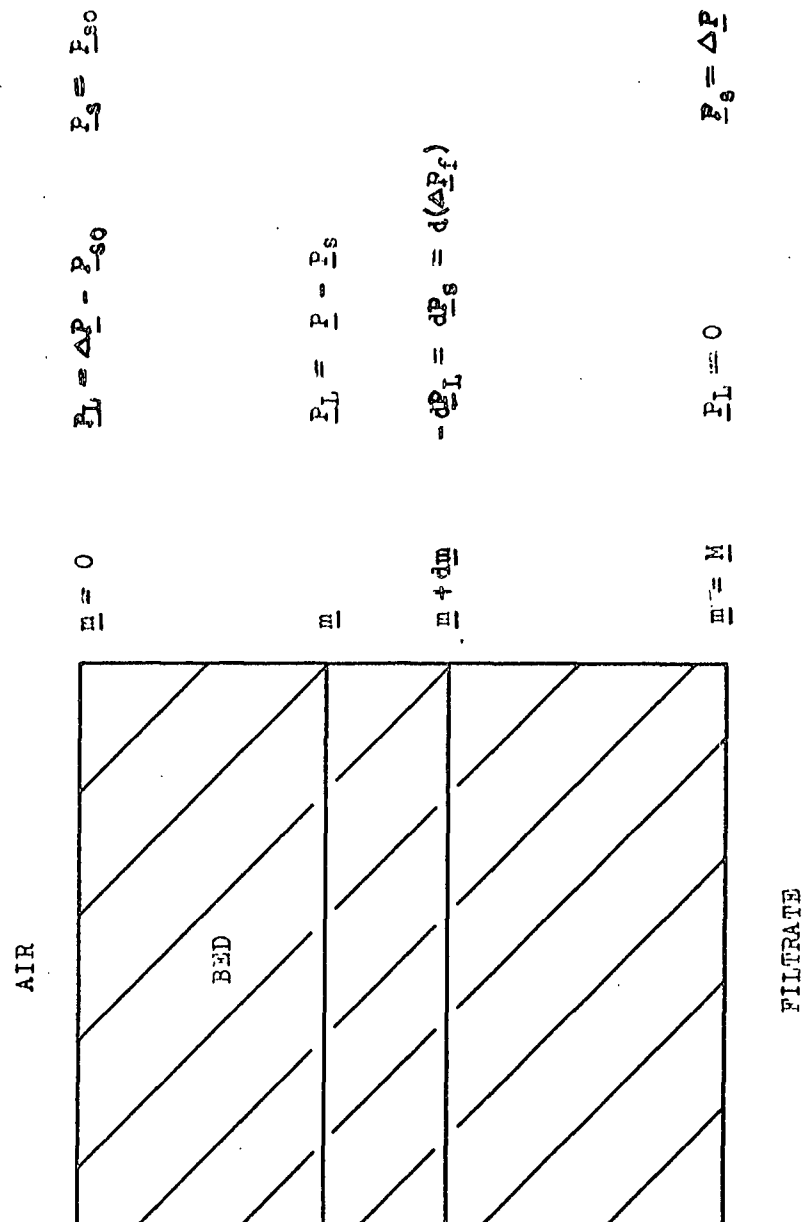 AIR
m = 0 P_L = ΔP - P_so P_s = P_so
BED
m P_L = P - P_s
m + dm -dP_L = dP_s = d(ΔP_f)
m = M P_L = 0 P_s = ΔP
FILTRATE